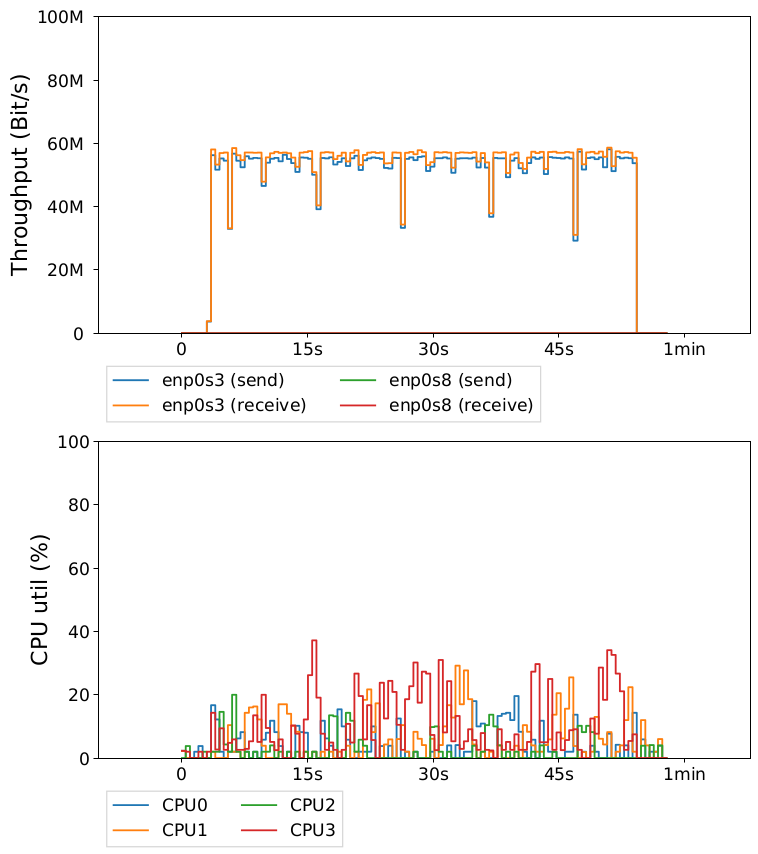 100M
80M
60M
40M
20M
0
Throughput (Bit/s)
0 15s 30s 45s 1min
enp0s3 (send) enp0s8 (send)
enp0s3 (receive) enp0s8 (receive)
100
80
60
40
20
0
CPU util (%)
0 15s 30s 45s 1min
CPU0 CPU2
CPU1 CPU3